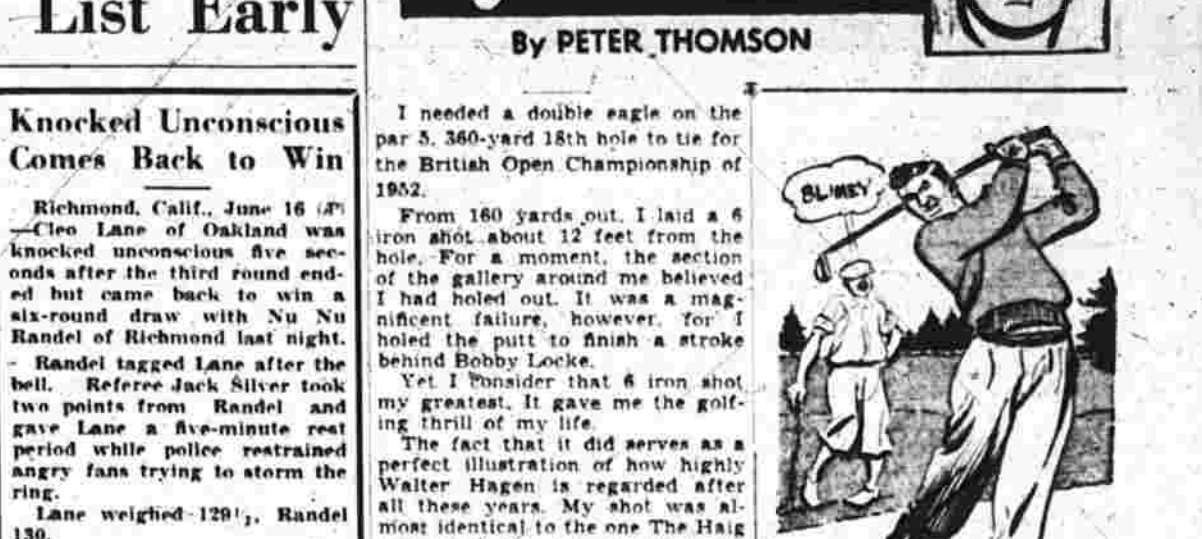 List Early
Knocked Unconscious
Comes Back to Win
Richmond, Calif., June 16 (AP)
—Cleo Lane of Oakland was
knocked unconscious five sec-
onds after the third round end-
ed but came back to win a
six-round draw with Nu Nu
Randel of Richmond last night.
Randel tagged Lane after the
bell. Referee Jack Silver took
two points from Randel and
gave Lane a five-minute rest
period while police restrained
angry fans trying to storm the
ring.
Lane weighed 129½, Randel
130.
By PETER THOMSON
I needed a double eagle on the
par 5, 360-yard 18th hole to tie for
the British Open Championship of
1952.
From 160 yards out, I laid a 6
iron shot about 12 feet from the
hole. For a moment, the section
of the gallery around me believed
I had holed out. It was a mag-
nificent failure, however, for I
holed the putt to finish a stroke
behind Bobby Locke.
Yet I consider that 6 iron shot
my greatest. It gave me the golf-
ing thrill of my life.
The fact that it did serves as a
perfect illustration of how highly
Walter Hagen is regarded after
all these years. My shot was al-
most identical to the one The Haig
BLIMEY